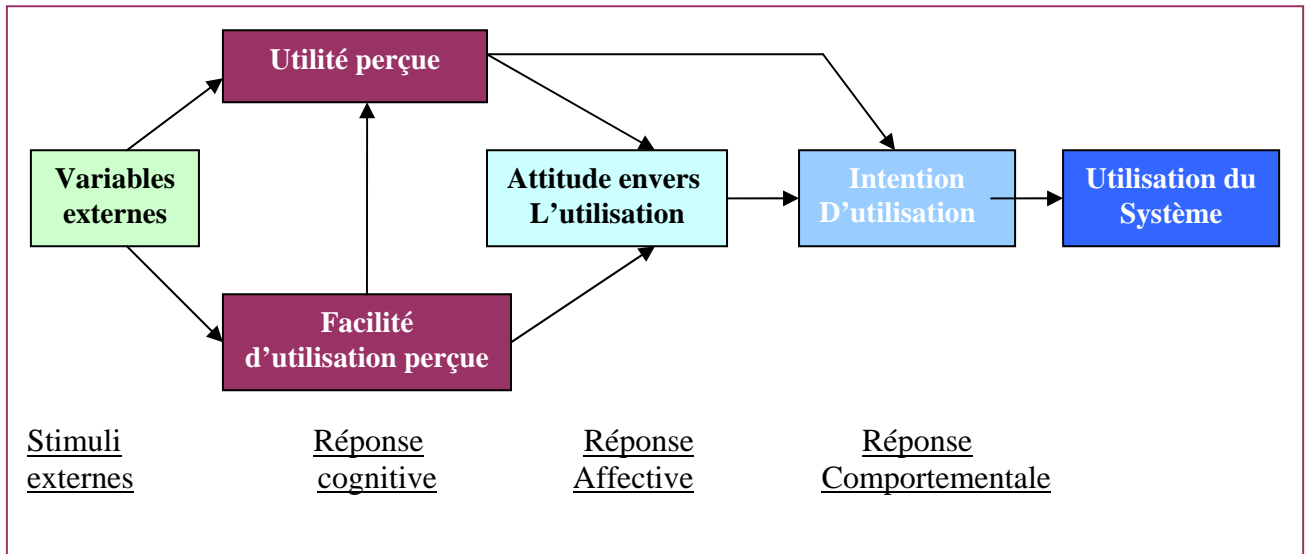 Utilité perçue
Variables
externes
Attitude envers
L’utilisation
Intention
D’utilisation
Utilisation du
Système
Facilité
d’utilisation perçue
Stimuli
externes
Réponse
cognitive
Réponse
Affective
Réponse
Comportementale